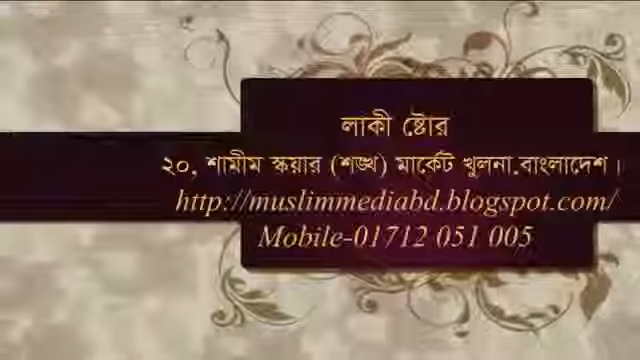 লাকী ষ্টোর
২০, শামীম স্কয়ার (শঙ্খ) মার্কেট খুলনা.বাংলাদেশ।
http://muslimmediabd.blogspot.com/
Mobile-01712 051 005